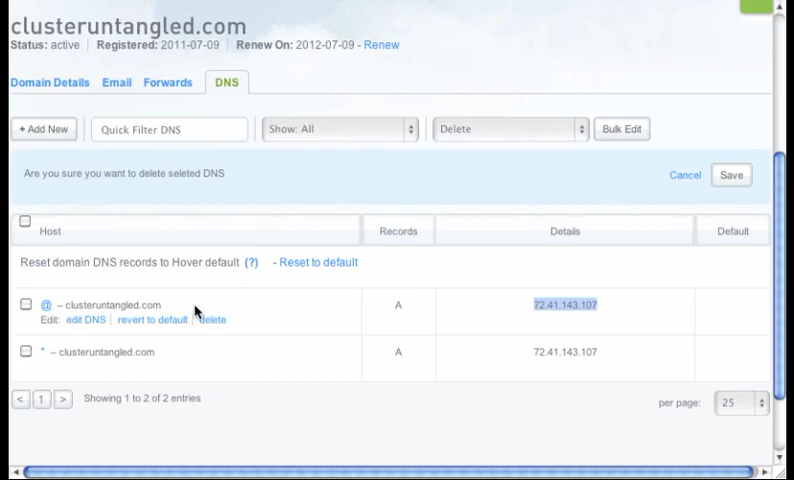 clusteruntangled.com
Status: active | Registered: 2011-07-09 | Renew On: 2012-07-09 - Renew
Domain Details Email Forwards DNS
+ Add New Quick Filter DNS Show: All Delete Bulk Edit
Are you sure you want to delete seleted DNS Cancel Save
Host Records Details Default
Reset domain DNS records to Hover default (?) - Reset to default
@ – clusteruntangled.com A 72.41.143.107
Edit: edit DNS | revert to default | delete
* – clusteruntangled.com A 72.41.143.107
< 1 > Showing 1 to 2 of 2 entries per page: 25